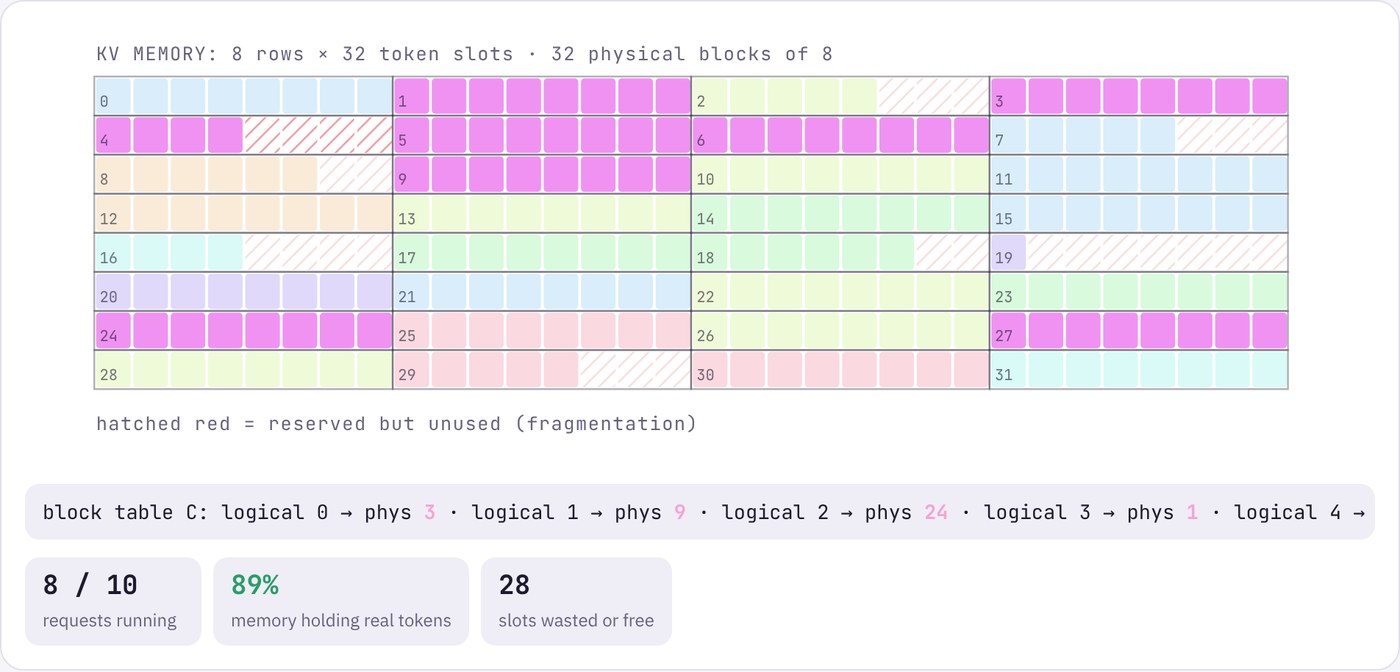 KV MEMORY: 8 rows × 32 token slots · 32 physical blocks of 8
0 1 2 3
4 5 6 7
8 9 10 11
12 13 14 15
16 17 18 19
20 21 22 23
24 25 26 27
28 29 30 31
hatched red = reserved but unused (fragmentation)
block table C: logical 0 → phys 3 · logical 1 → phys 9 · logical 2 → phys 24 · logical 3 → phys 1 · logical 4 →
8 / 10 89% 28
requests running memory holding real tokens slots wasted or free